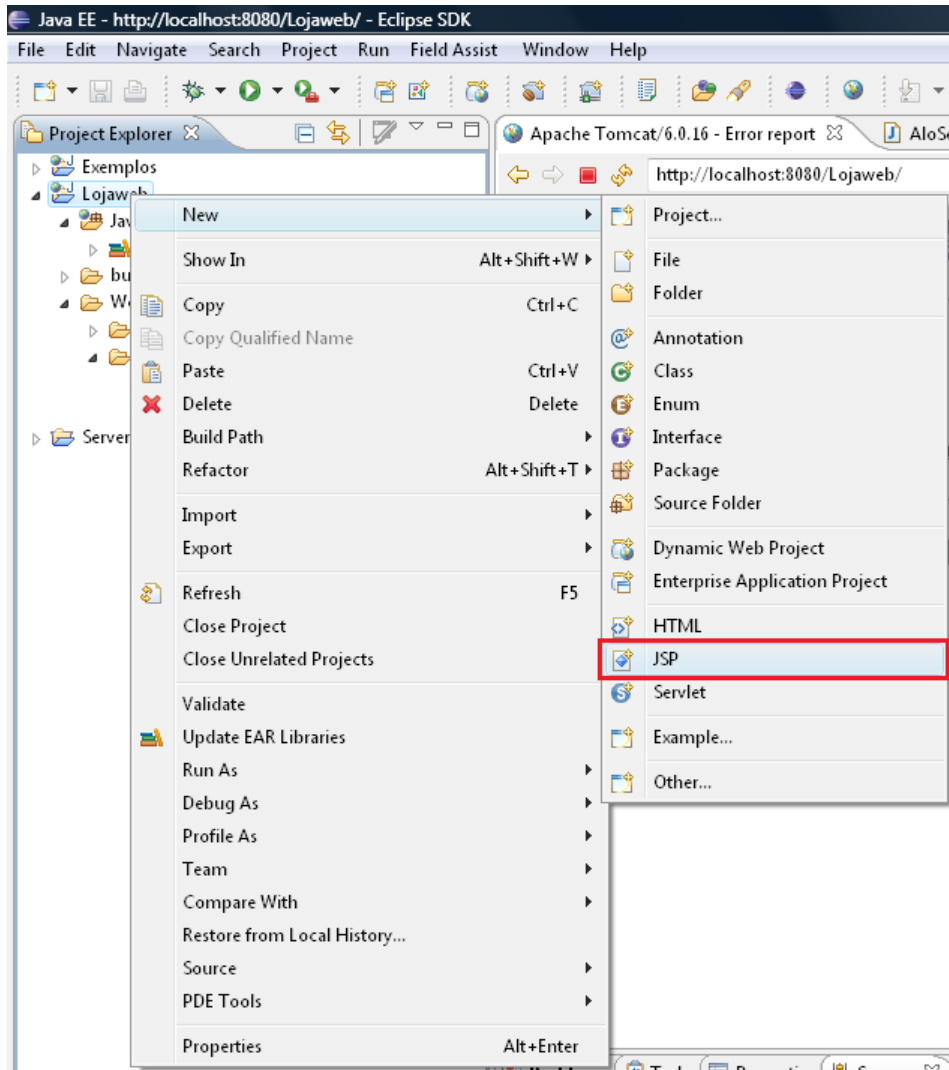 Java EE - http://localhost:8080/Lojaweb/ - Eclipse SDK
File Edit Navigate Search Project Run Field Assist Window Help
Project Explorer
Apache Tomcat/6.0.16 - Error report
AloSe
http://localhost:8080/Lojaweb/
Exemplos
Lojaweb
Jav
bu
We
Server
New
Show In Alt+Shift+W
Copy Ctrl+C
Copy Qualified Name
Paste Ctrl+V
Delete Delete
Build Path
Refactor Alt+Shift+T
Import
Export
Refresh F5
Close Project
Close Unrelated Projects
Validate
Update EAR Libraries
Run As
Debug As
Profile As
Team
Compare With
Restore from Local History...
Source
PDE Tools
Properties Alt+Enter
Project...
File
Folder
Annotation
Class
Enum
Interface
Package
Source Folder
Dynamic Web Project
Enterprise Application Project
HTML
JSP
Servlet
Example...
Other...